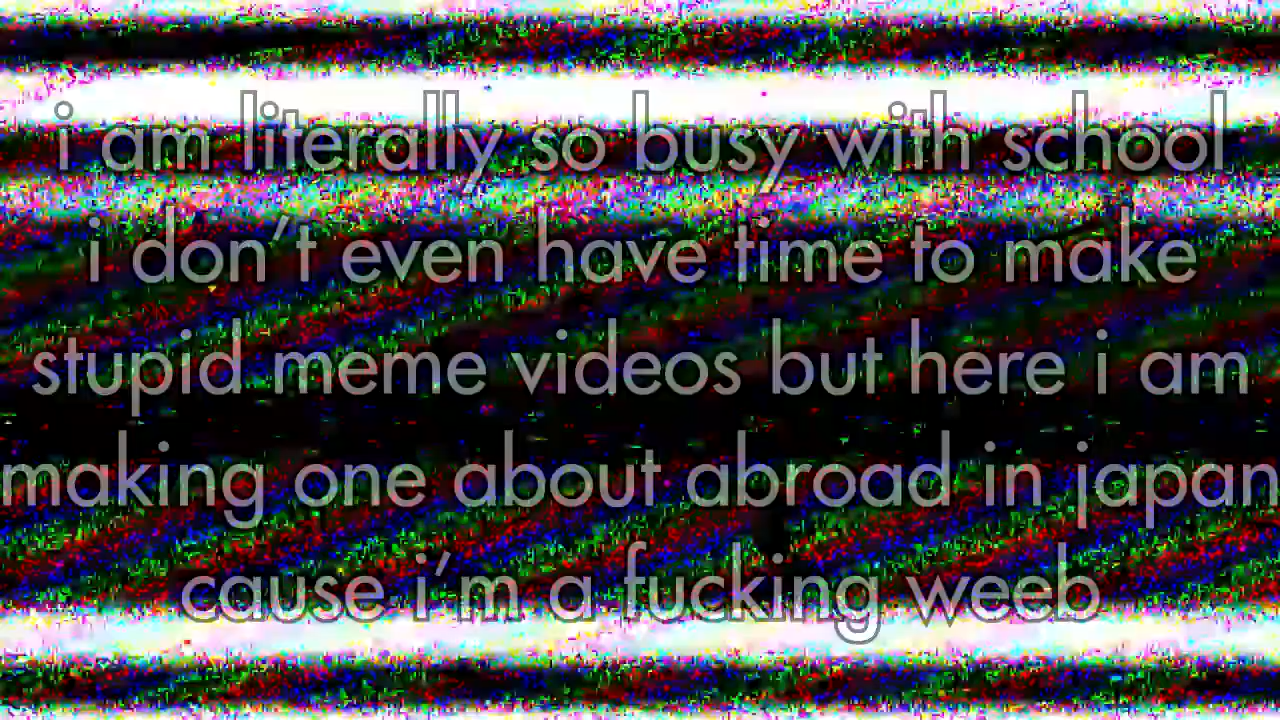 i am literally so busy with school
i don't even have time to make
stupid meme videos but here i am
making one about abroad in japan
cause i'm a fucking weeb